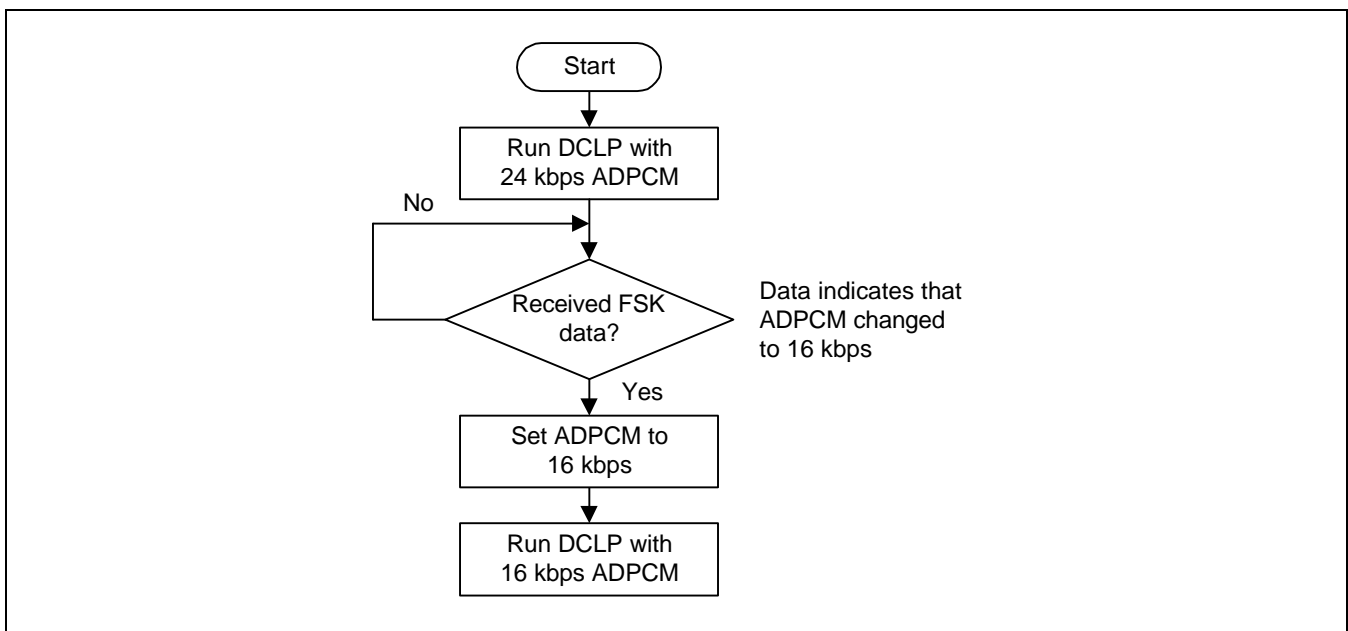 Start
Run DCLP with
24 kbps ADPCM
No
Received FSK
data?
Data indicates that
ADPCM changed
to 16 kbps
Yes
Set ADPCM to
16 kbps
Run DCLP with
16 kbps ADPCM